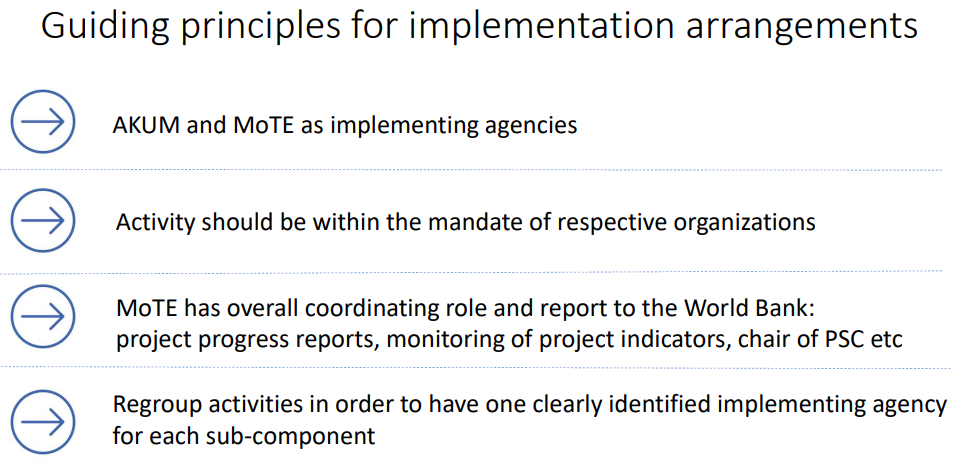 Guiding principles for implementation arrangements
AKUM and MoTE as implementing agencies
Activity should be within the mandate of respective organizations
MoTE has overall coordinating role and report to the World Bank:
project progress reports, monitoring of project indicators, chair of PSC etc
Regroup activities in order to have one clearly identified implementing agency
for each sub-component